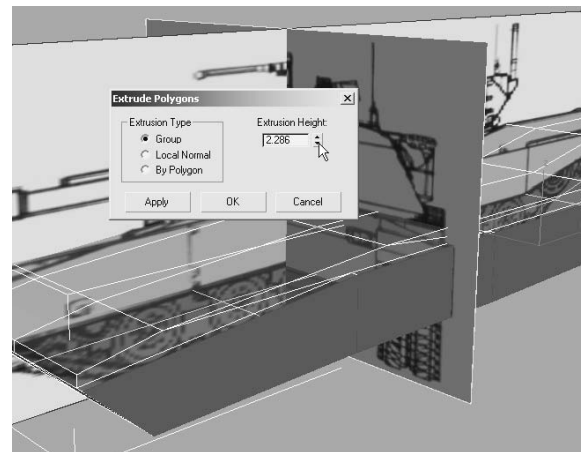 Extrude Polygons
Extrusion Type
Extrusion Height:
Group
2.286
Local Normal
By Polygon
Apply
OK
Cancel